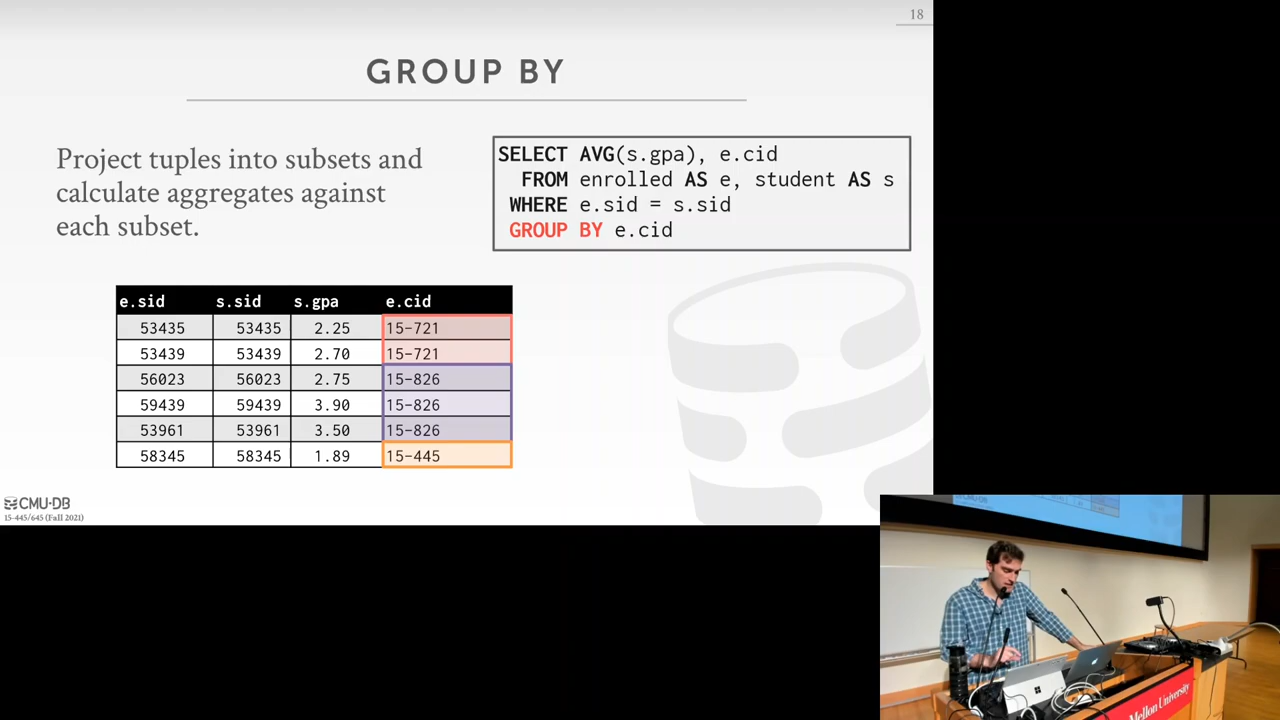 18
GROUP BY
Project tuples into subsets and
calculate aggregates against
each subset.
SELECT AVG(s.gpa), e.cid
FROM enrolled AS e, student AS s
WHERE e.sid = s.sid
GROUP BY e.cid
e.sid s.sid s.gpa e.cid
53435 53435 2.25 15-721
53439 53439 2.70 15-721
56023 56023 2.75 15-826
59439 59439 3.90 15-826
53961 53961 3.50 15-826
58345 58345 1.89 15-445
CMU·DB
15-445/645 (Fall 2021)
Mellon University